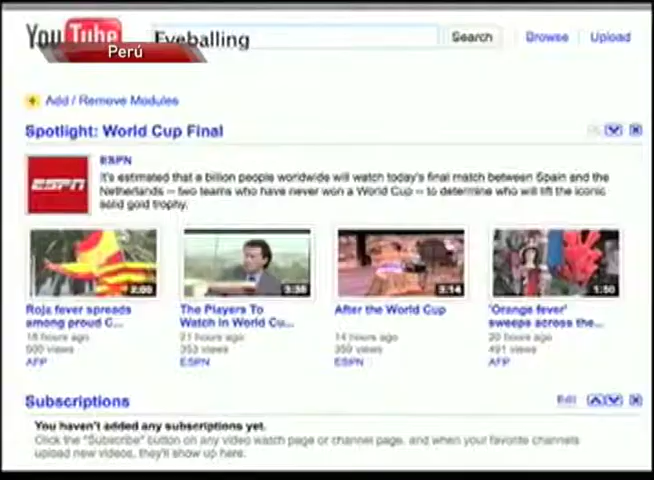 YouTube
Eyeballing
Search
Browse
Upload
Perú
Add / Remove Modules
Spotlight: World Cup Final
ESPN
ESPN
It's estimated that a billion people worldwide will watch today's final match between Spain and the
Netherlands -- two teams who have never won a World Cup -- to determine who will lift the iconic
solid gold trophy.
2:00
3:38
3:14
1:50
Roja fever spreads
among proud C...
18 hours ago
500 views
AFP
The Players To
Watch In World Cu...
21 hours ago
353 views
ESPN
After the World Cup
14 hours ago
359 views
ESPN
'Orange fever'
sweeps across the...
20 hours ago
491 views
AFP
Subscriptions
Edit
You haven't added any subscriptions yet.
Click the "Subscribe" button on any video watch page or channel page, and when your favorite channels
upload new videos, they'll show up here.